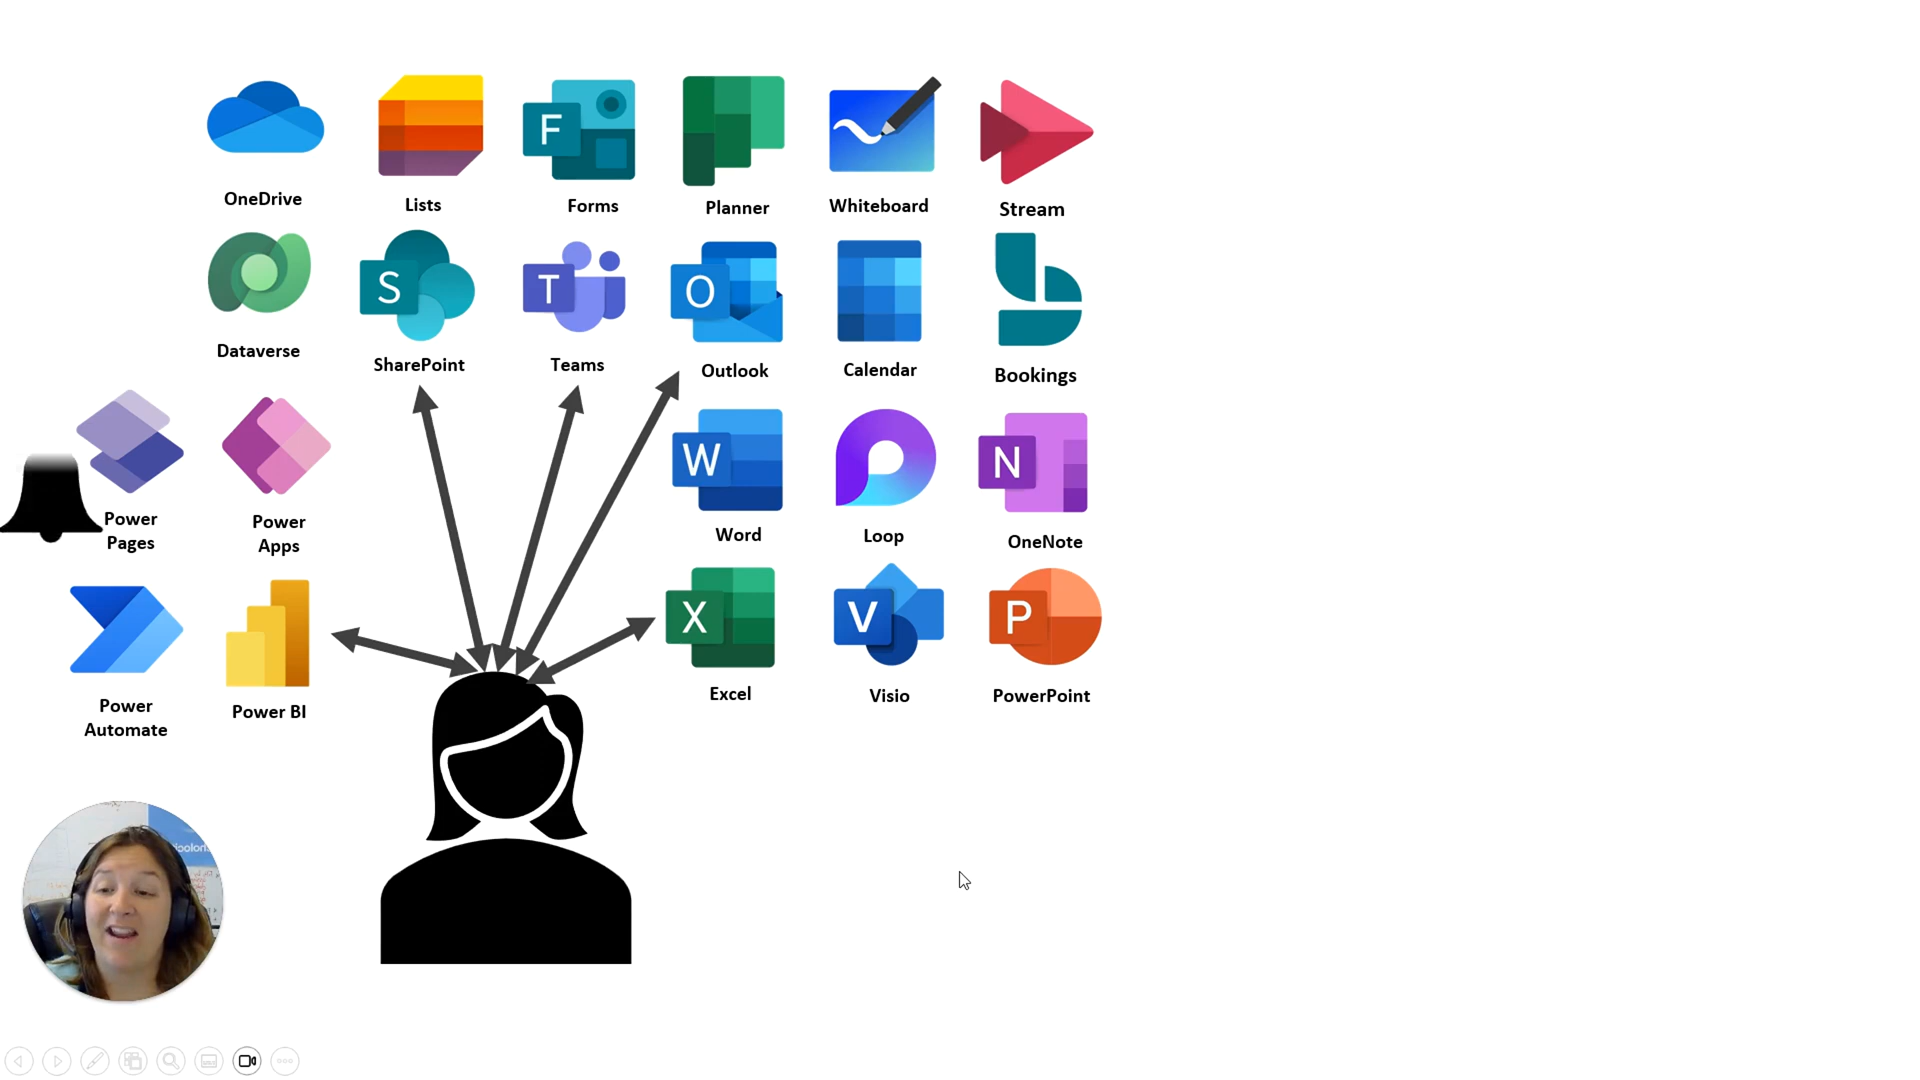 OneDrive
Lists
F
Forms
Planner
Whiteboard
Stream
Dataverse
S
SharePoint
T
Teams
O
Outlook
Calendar
Bookings
Power
Pages
Power
Apps
W
Word
Loop
N
OneNote
Power
Automate
Power BI
X
Excel
V
Visio
P
PowerPoint